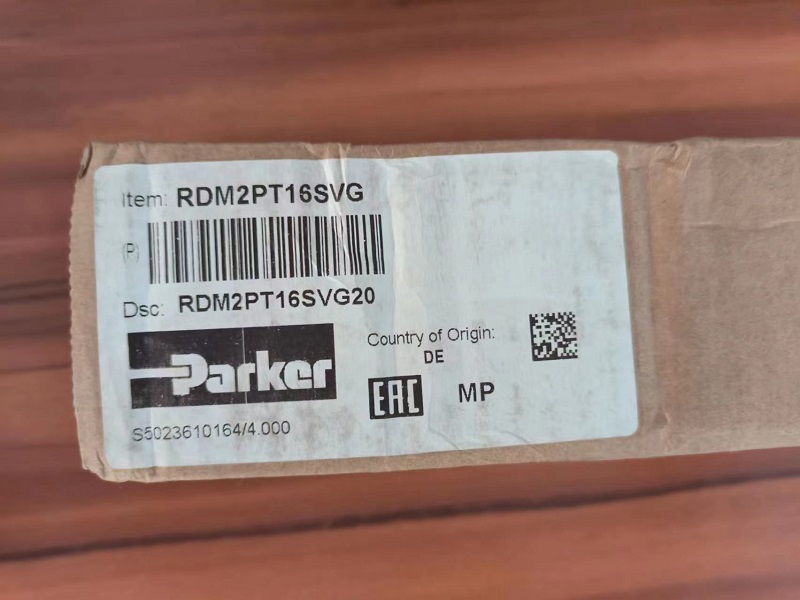 Item: RDM2PT16SVG
(P)
Dsc: RDM2PT16SVG20
Parker
Country of Origin:
DE
EAC MP
S5023610164/4.000